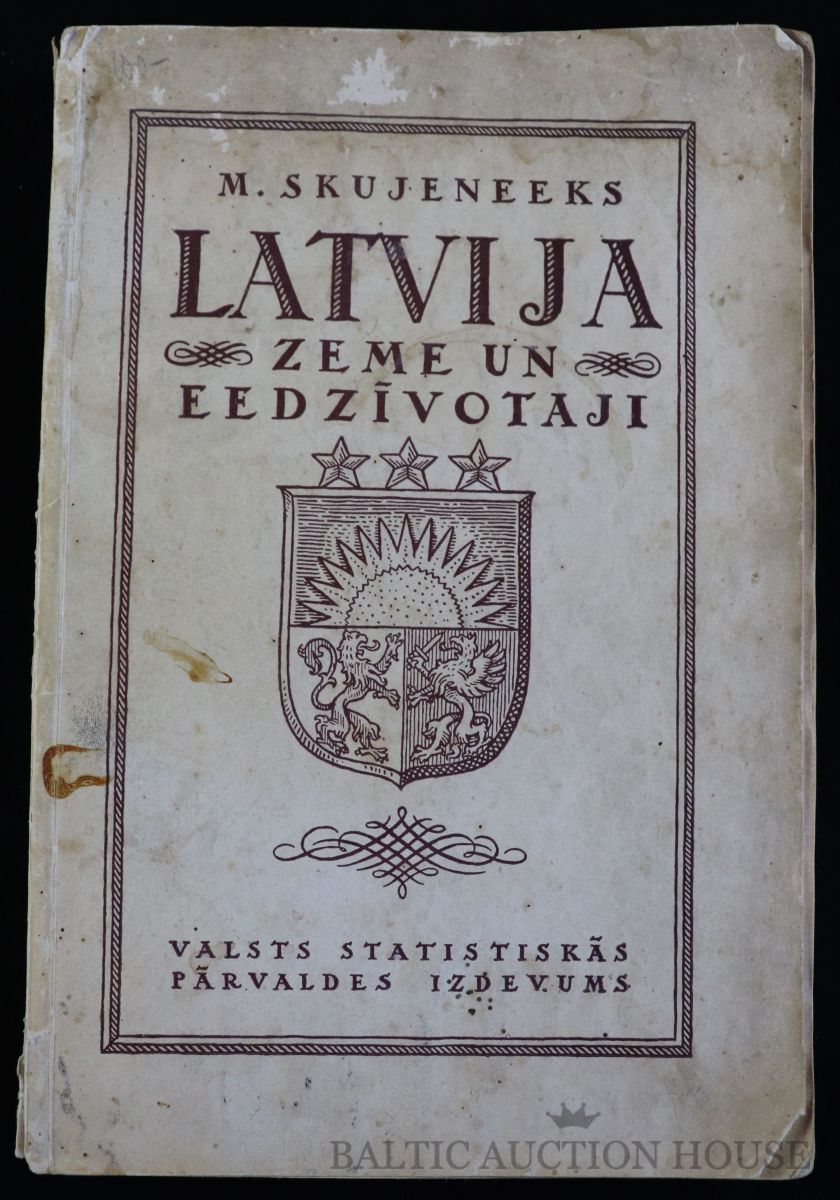 M. SKUJENEEKS
LATVIJA
ZEME UN
EEDZĪVOTAJI
VALSTS STATISTISKĀS
PĀRVALDES IZDEVUMS
BALTIC AUCTION HOUSE